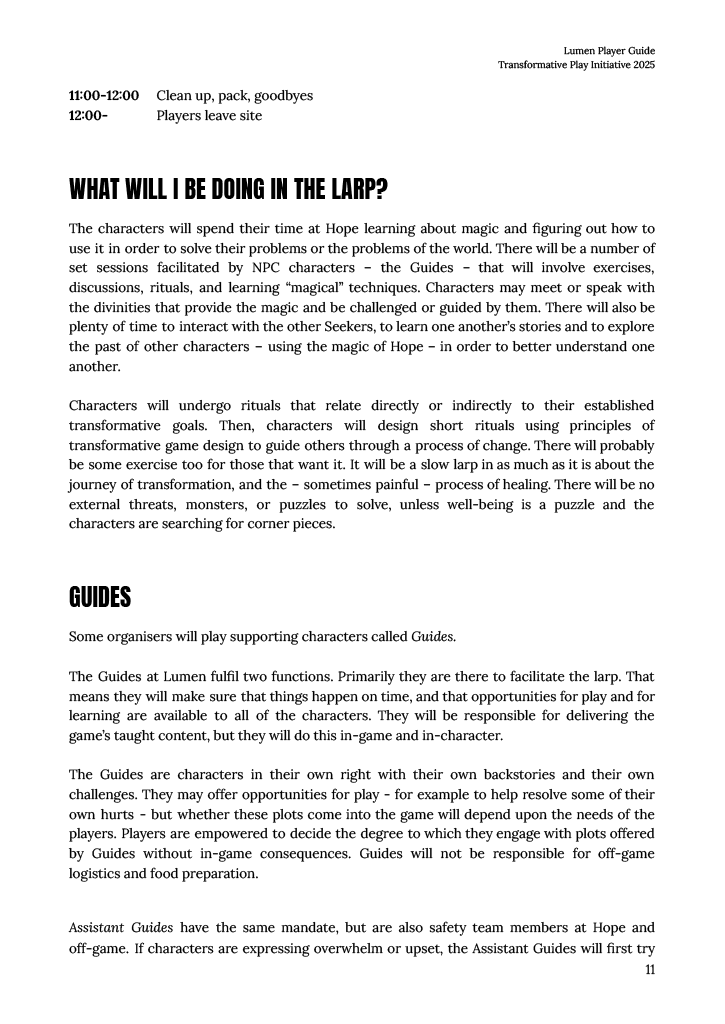 Lumen Player Guide
Transformative Play Initiative 2025
11:00-12:00 Clean up, pack, goodbyes
12:00- Players leave site
WHAT WILL I BE DOING IN THE LARP?
The characters will spend their time at Hope learning about magic and figuring out how to
use it in order to solve their problems or the problems of the world. There will be a number of
set sessions facilitated by NPC characters – the Guides – that will involve exercises,
discussions, rituals, and learning “magical” techniques. Characters may meet or speak with
the divinities that provide the magic and be challenged or guided by them. There will also be
plenty of time to interact with the other Seekers, to learn one another’s stories and to explore
the past of other characters – using the magic of Hope – in order to better understand one
another.
Characters will undergo rituals that relate directly or indirectly to their established
transformative goals. Then, characters will design short rituals using principles of
transformative game design to guide others through a process of change. There will probably
be some exercise too for those that want it. It will be a slow larp in as much as it is about the
journey of transformation, and the – sometimes painful – process of healing. There will be no
external threats, monsters, or puzzles to solve, unless well-being is a puzzle and the
characters are searching for corner pieces.
GUIDES
Some organisers will play supporting characters called Guides.
The Guides at Lumen fulfil two functions. Primarily they are there to facilitate the larp. That
means they will make sure that things happen on time, and that opportunities for play and for
learning are available to all of the characters. They will be responsible for delivering the
game’s taught content, but they will do this in-game and in-character.
The Guides are characters in their own right with their own backstories and their own
challenges. They may offer opportunities for play - for example to help resolve some of their
own hurts - but whether these plots come into the game will depend upon the needs of the
players. Players are empowered to decide the degree to which they engage with plots offered
by Guides without in-game consequences. Guides will not be responsible for off-game
logistics and food preparation.
Assistant Guides have the same mandate, but are also safety team members at Hope and
off-game. If characters are expressing overwhelm or upset, the Assistant Guides will first try
11